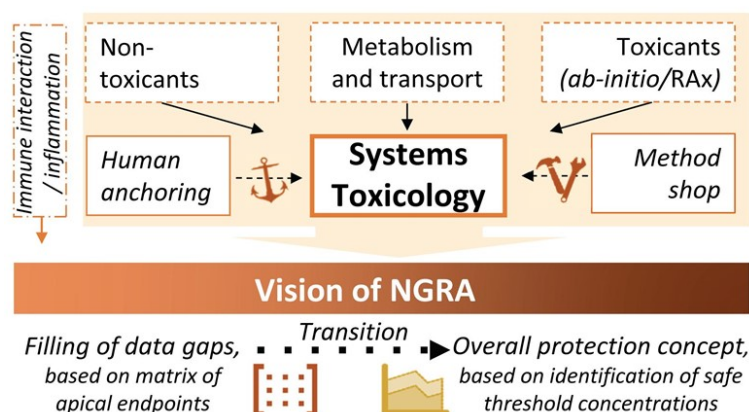 Immune interaction
/ inflammation
Non-
toxicants
Metabolism
and transport
Toxicants
(ab-initio/RAx)
Human
anchoring
Systems
Toxicology
Method
shop
Vision of NGRA
Filling of data gaps,
based on matrix of
apical endpoints
Transition
Overall protection concept,
based on identification of safe
threshold concentrations